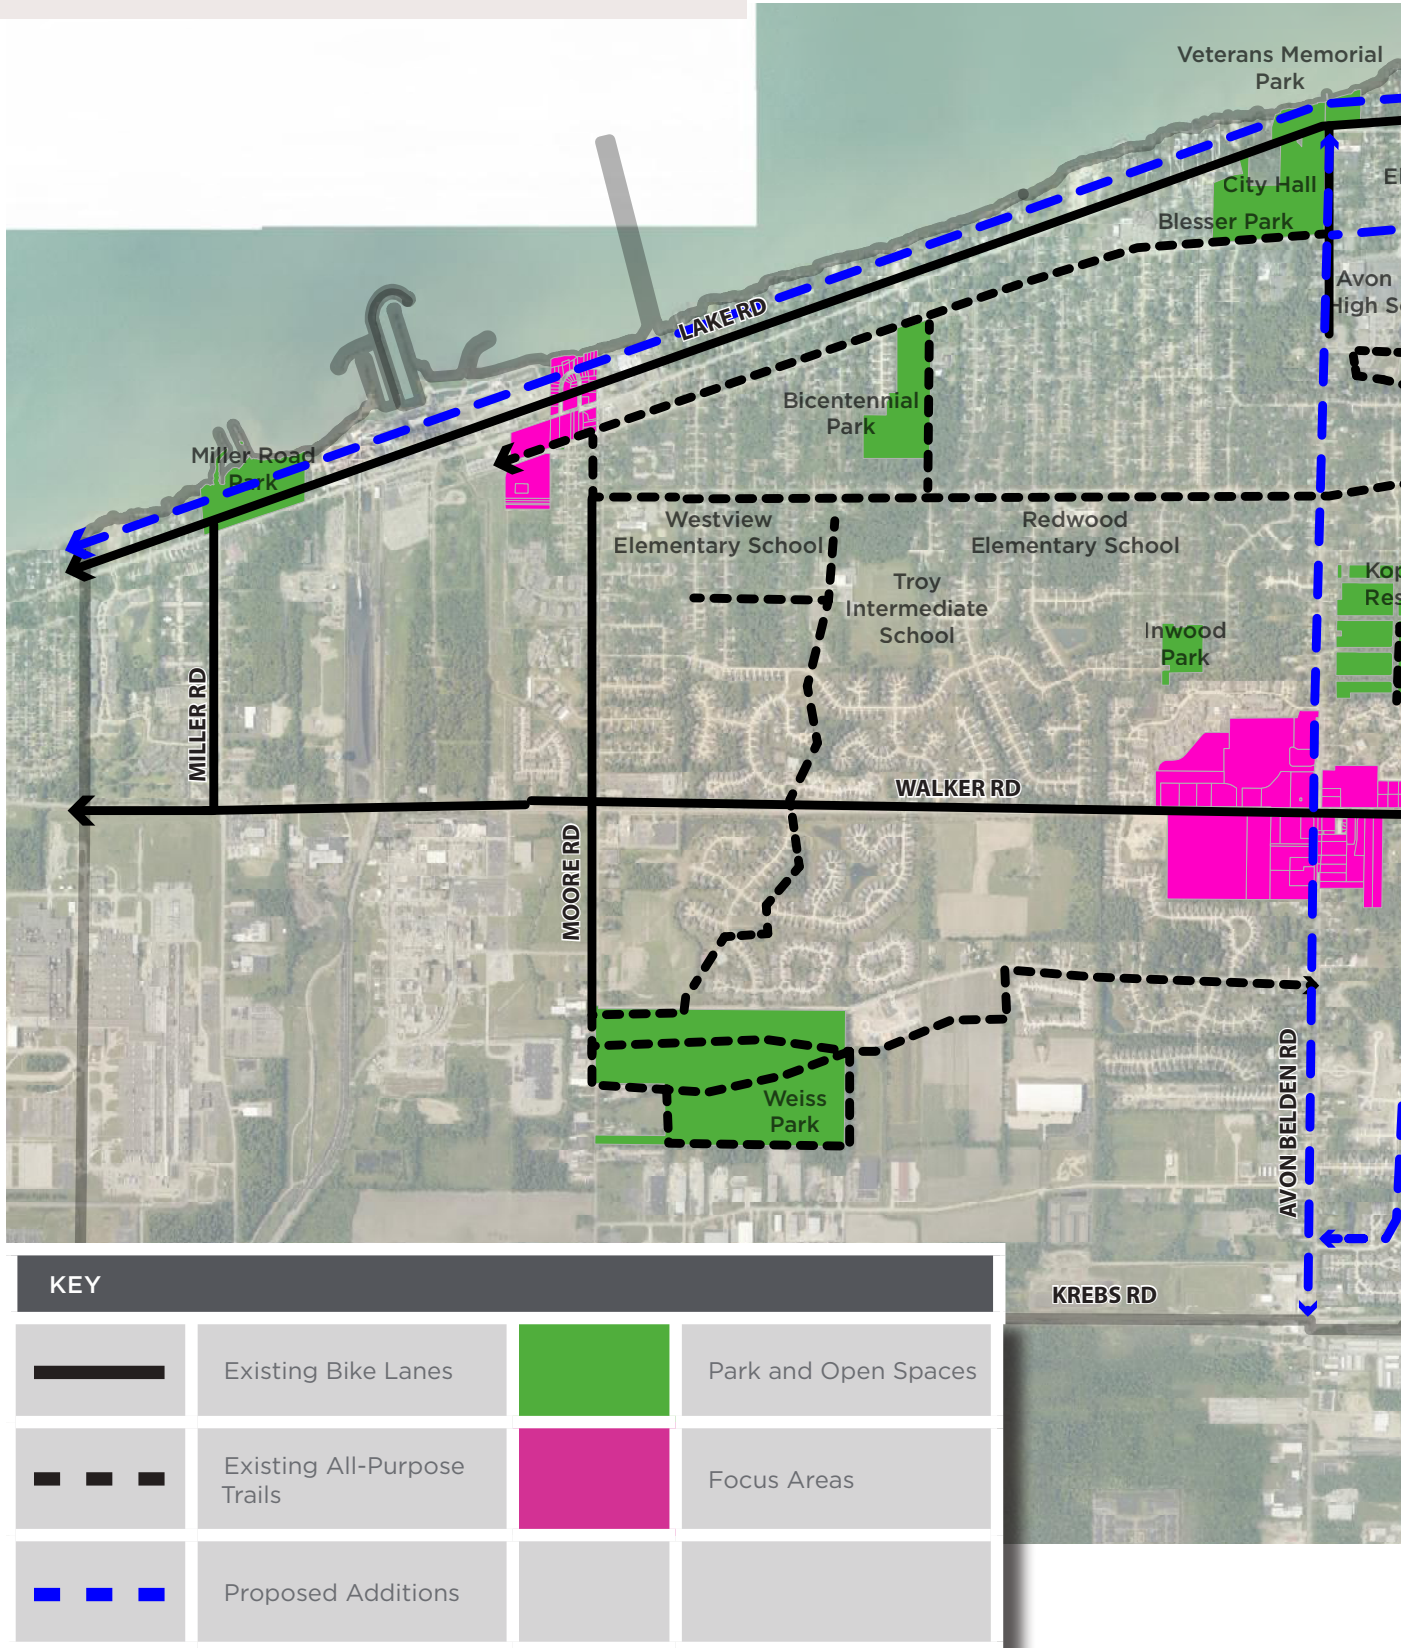 Veterans Memorial
Park
City Hall
Blesser Park
Avon
LAKE RD
Bicentennial
Park
Miller Road
Park
Westview
Elementary School
Redwood
Elementary School
Troy
Intermediate
School
Inwood
Park
MILLER RD
WALKER RD
MOORE RD
Weiss
Park
AVON BELDEN RD
KREBS RD
KEY
Existing Bike Lanes
Park and Open Spaces
Existing All-Purpose
Trails
Focus Areas
Proposed Additions